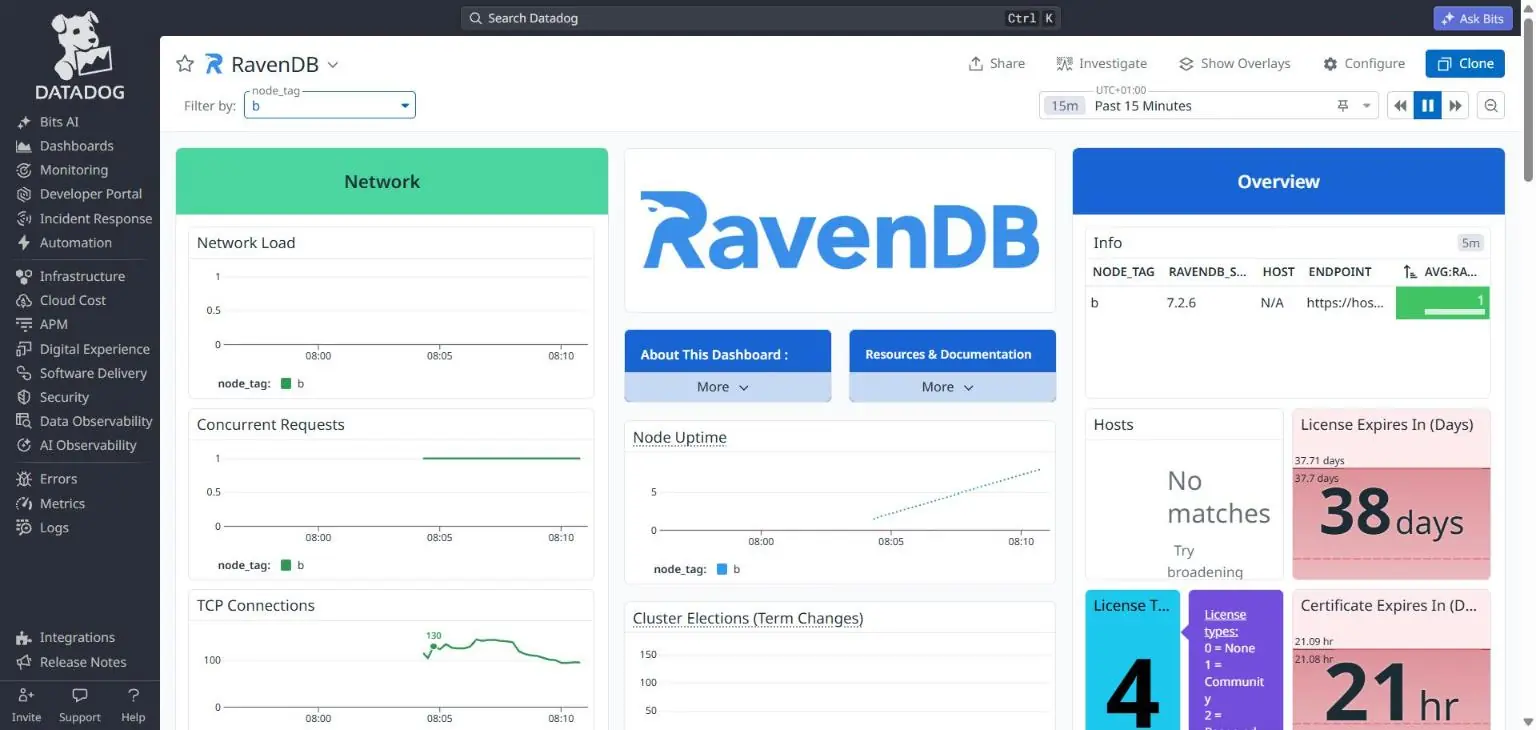 Search Datadog
Ctrl K
Ask Bits
DATADOG
Bits AI
Dashboards
Monitoring
Developer Portal
Incident Response
Automation
Infrastructure
Cloud Cost
APM
Digital Experience
Software Delivery
Security
Data Observability
AI Observability
Errors
Metrics
Logs
Integrations
Release Notes
Invite
Support
Help
RavenDB
Share
Investigate
Show Overlays
Configure
Clone
Filter by:
node_tag
b
UTC+01:00
15m
Past 15 Minutes
Network
Network Load
1
0.5
0
08:00
08:05
08:10
node_tag:
b
Concurrent Requests
1
0.5
0
08:00
08:05
08:10
node_tag:
b
TCP Connections
130
100
0
08:00
08:05
08:10
RavenDB
About This Dashboard :
More
Resources & Documentation
More
Node Uptime
5
0
08:00
08:05
08:10
node_tag:
b
Cluster Elections (Term Changes)
150
100
50
Overview
Info
5m
NODE_TAG RAVENDB_S... HOST ENDPOINT AVG:RA...
b 7.2.6 N/A https://hos... 1
Hosts
No
matches
Try
broadening
License Expires In (Days)
37.71 days
37.7 days
38 days
License T...
4
License
types:
0 = None
1 =
Communit
y
2 =
Certificate Expires In (D...
21.09 hr
21.08 hr
21 hr